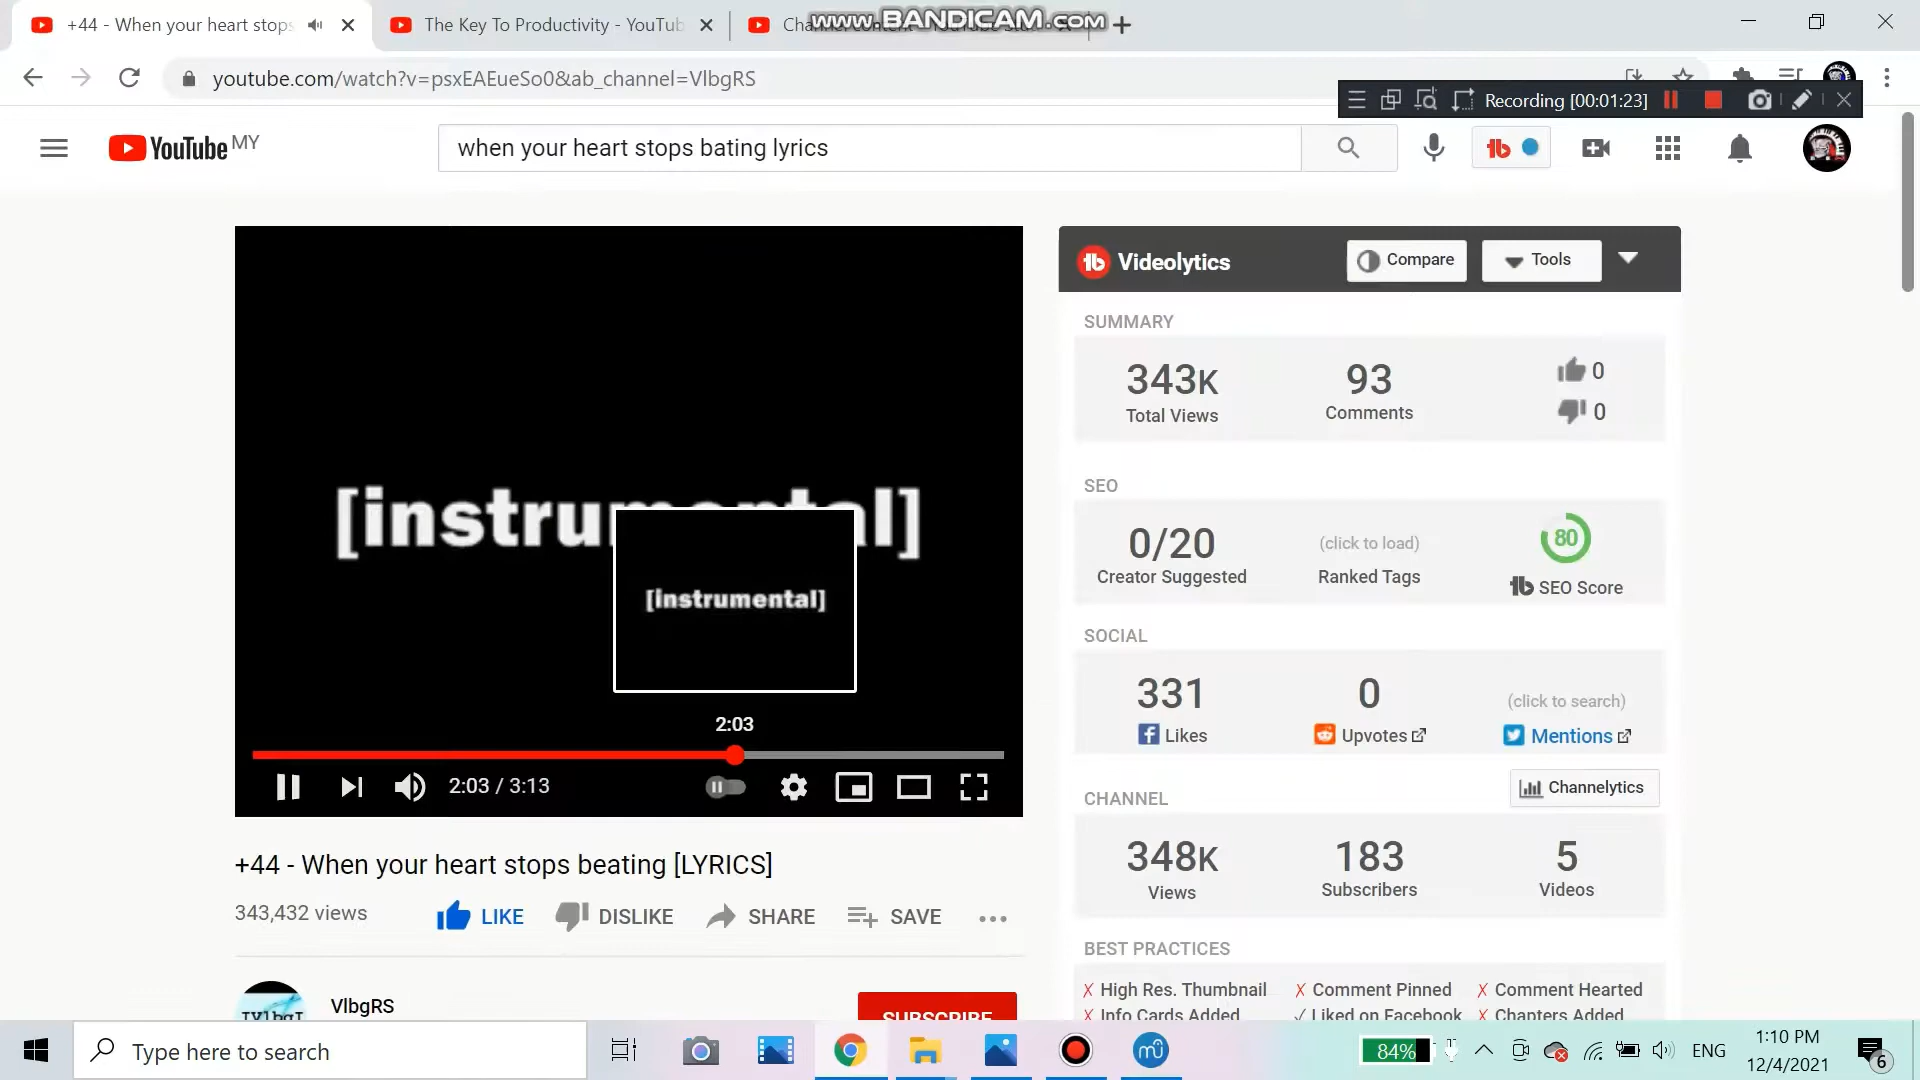 +44 - When your heart stops
The Key To Productivity - YouTub
www.BANDICAM.com
youtube.com/watch?v=psxEAEueSo0&ab_channel=VlbgRS
Recording [00:01:23]
YouTube MY
when your heart stops bating lyrics
Videolytics
Compare
Tools
[instrumental]
[instrumental]
2:03
2:03 / 3:13
SUMMARY
343K
Total Views
93
Comments
0
0
SEO
0/20
Creator Suggested
(click to load)
Ranked Tags
80
SEO Score
SOCIAL
331
Likes
0
Upvotes
(click to search)
Mentions
CHANNEL
Channelytics
348K
Views
183
Subscribers
5
Videos
BEST PRACTICES
X High Res. Thumbnail
X Comment Pinned
X Comment Hearted
X Info Cards Added
✓ Liked on Facebook
X Chapters Added
+44 - When your heart stops beating [LYRICS]
343,432 views
LIKE
DISLIKE
SHARE
SAVE
VlbgRS
SUBSCRIBE
Type here to search
84%
ENG
1:10 PM
12/4/2021
6